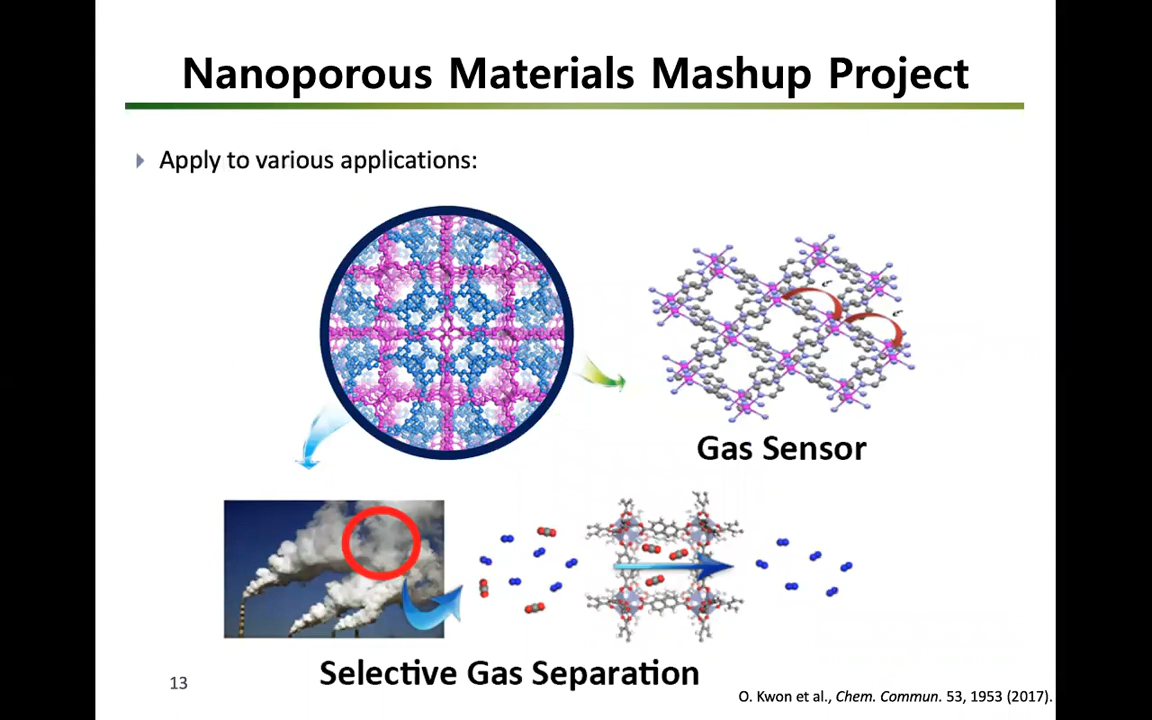 Nanoporous Materials Mashup Project
Apply to various applications:
e-
e-
Gas Sensor
Selective Gas Separation
13
O. Kwon et al., Chem. Commun. 53, 1953 (2017).